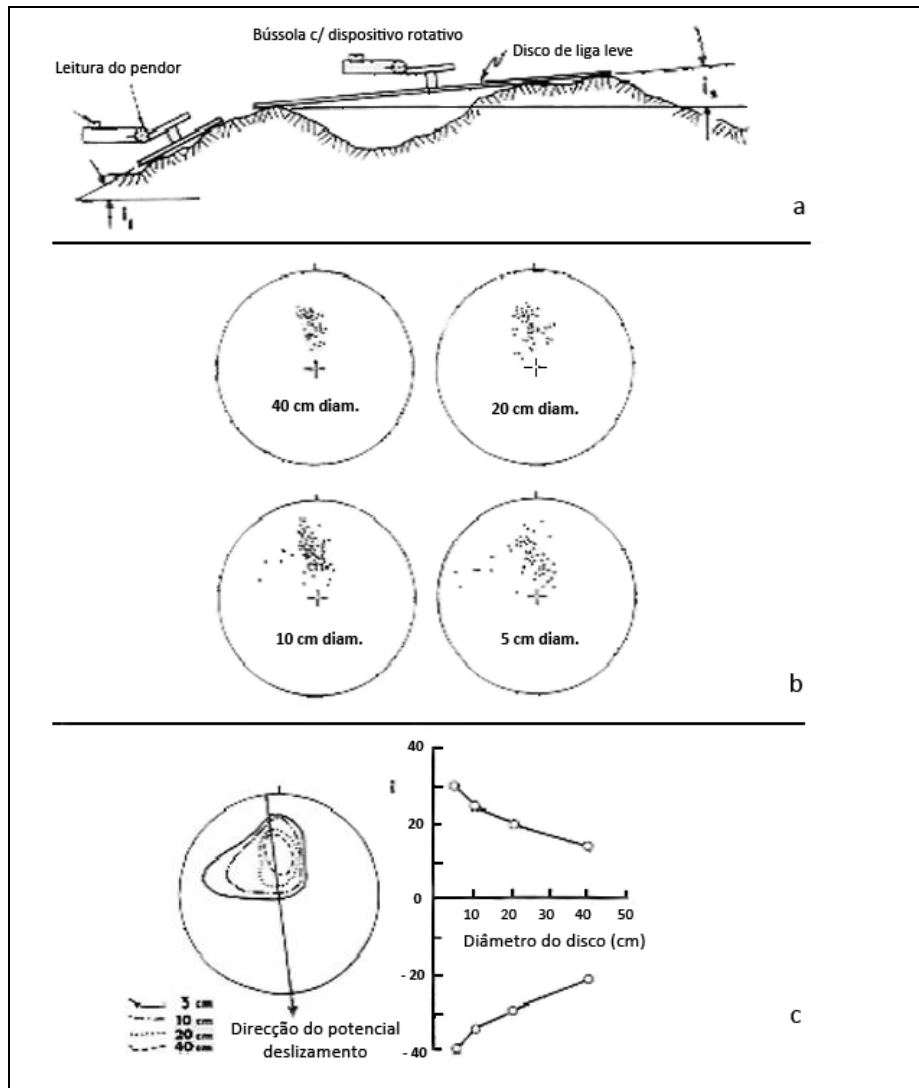 Bússola c/ dispositivo rotativo
Disco de liga leve
Leitura do pendor
i s
i i
a
40 cm diam.
20 cm diam.
10 cm diam.
5 cm diam.
b
40
i
20
0
10 20 30 40 50
Diâmetro do disco (cm)
- 20
- 40
3 cm
10 cm
20 cm
40 cm
Direcção do potencial
deslizamento
c